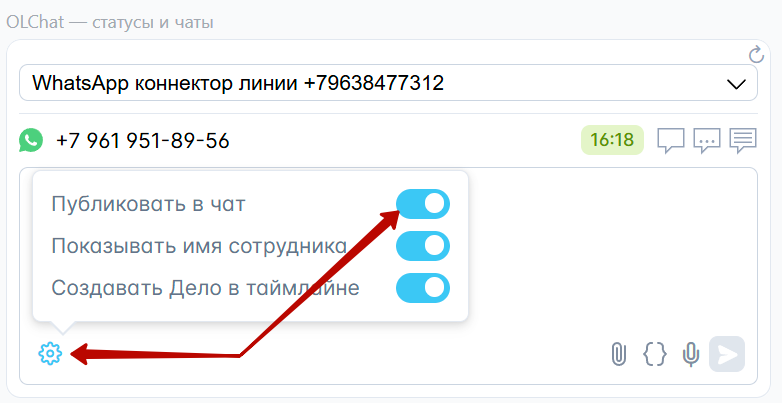 OLChat — статусы и чаты
WhatsApp коннектор линии +79638477312
+7 961 951-89-56
16:18
Публиковать в чат
Показывать имя сотрудника
Создавать Дело в таймлайне